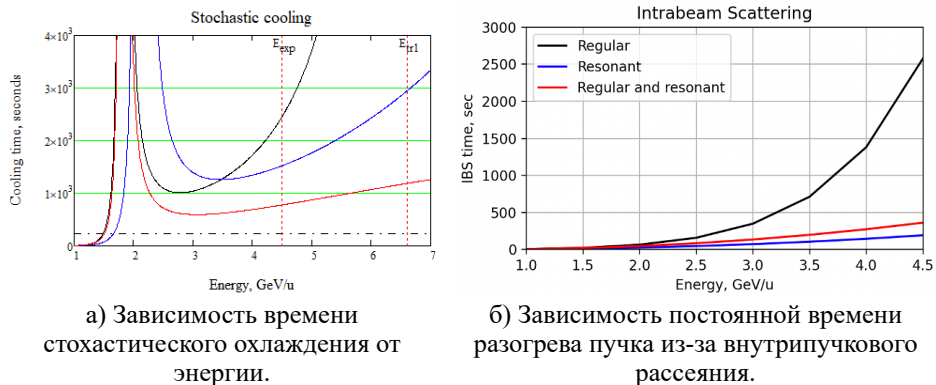 Stochastic cooling
4×10³
3×10³
2×10³
1×10³
0
E_exp
E_tr1
1 2 3 4 5 6 7
Cooling time, seconds
Energy, GeV/u
Intrabeam Scattering
Regular
Resonant
Regular and resonant
3000
2500
2000
1500
1000
500
0
1.0 1.5 2.0 2.5 3.0 3.5 4.0 4.5
IBS time, sec
Energy, GeV/u
а) Зависимость времени
стохастического охлаждения от
энергии.
б) Зависимость постоянной времени
разогрева пучка из-за внутрипучкового
рассеяния.